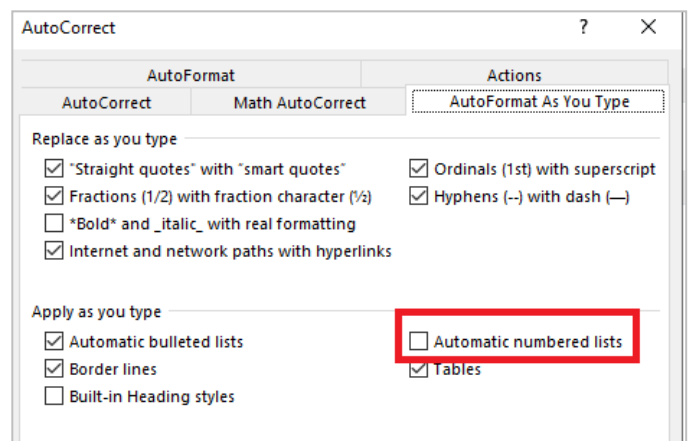 AutoCorrect ?
AutoFormat Actions
AutoCorrect Math AutoCorrect AutoFormat As You Type
Replace as you type
"Straight quotes" with “smart quotes” Ordinals (1st) with superscript
Fractions (1/2) with fraction character (½) Hyphens (--) with dash (—)
*Bold* and _italic_ with real formatting
Internet and network paths with hyperlinks
Apply as you type
Automatic bulleted lists Automatic numbered lists
Border lines Tables
Built-in Heading styles